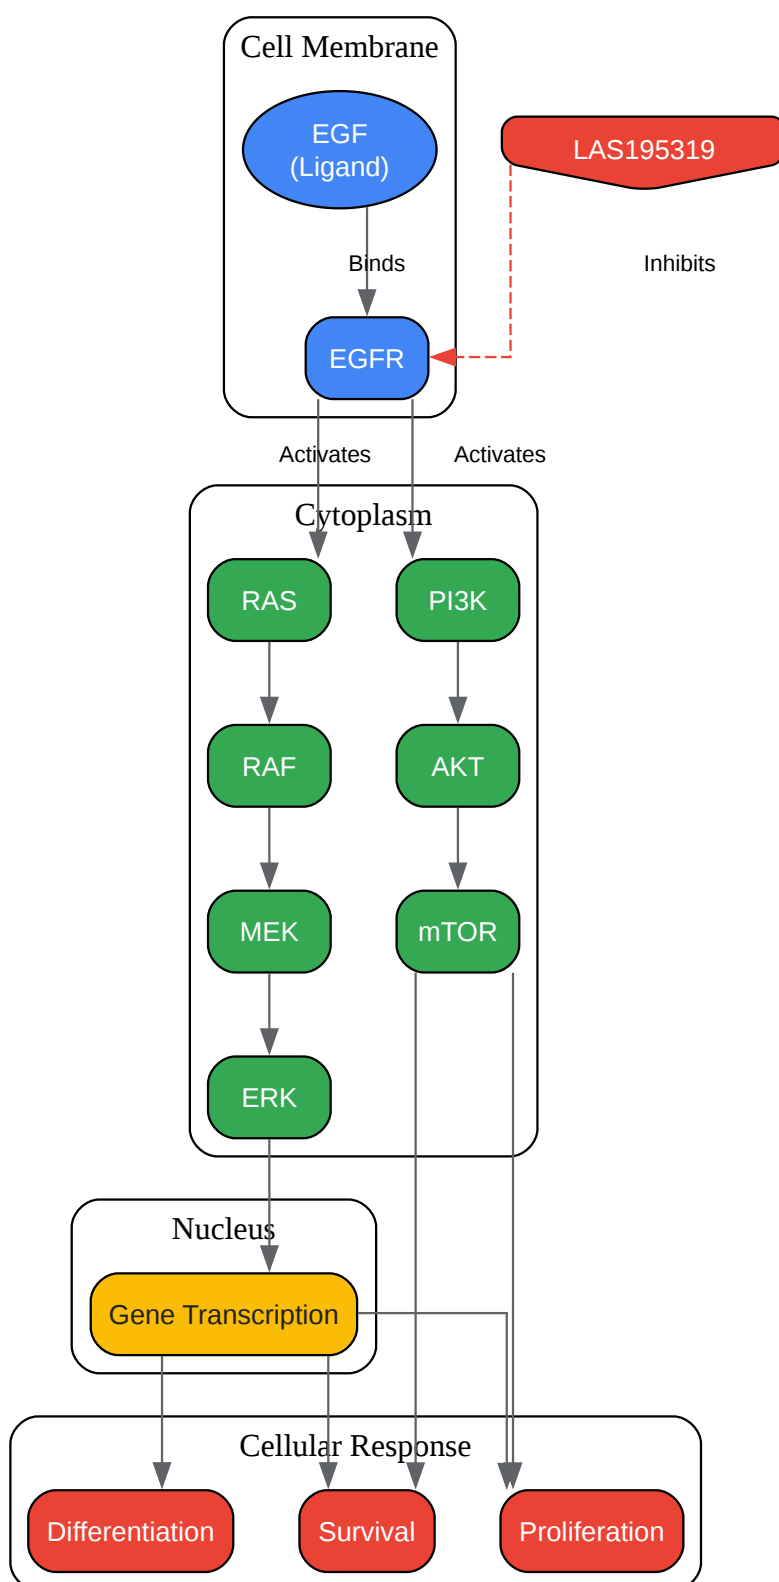 Cell Membrane
EGF
(Ligand)
LAS195319
Binds
Inhibits
EGFR
Activates
Activates
Cytoplasm
RAS
PI3K
RAF
AKT
MEK
mTOR
ERK
Nucleus
Gene Transcription
Cellular Response
Differentiation
Survival
Proliferation